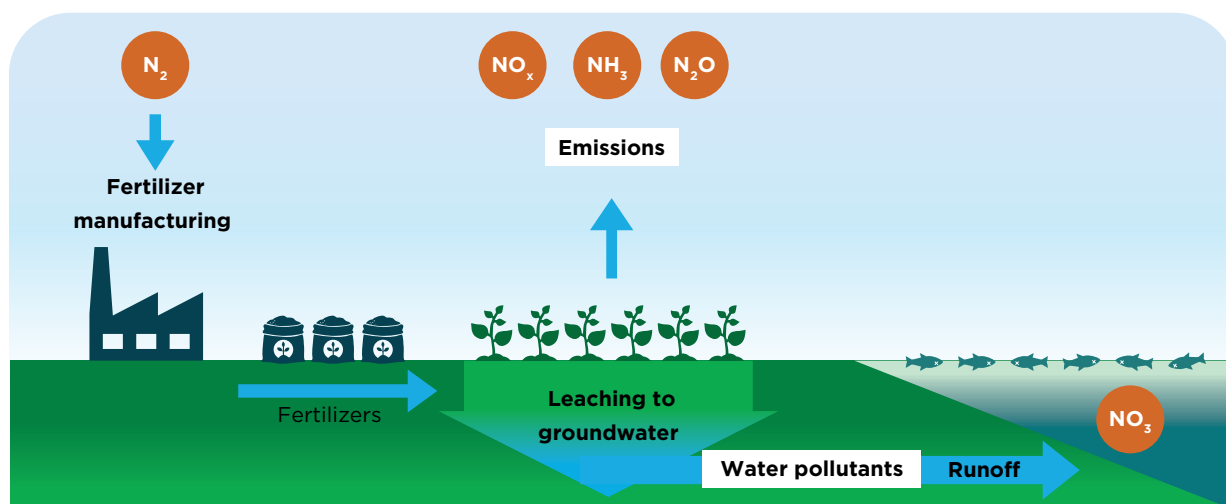 N₂
NOₓ
NH₃
N₂O
Emissions
Fertilizer
manufacturing
Fertilizers
Leaching to
groundwater
NO₃
Water pollutants
Runoff